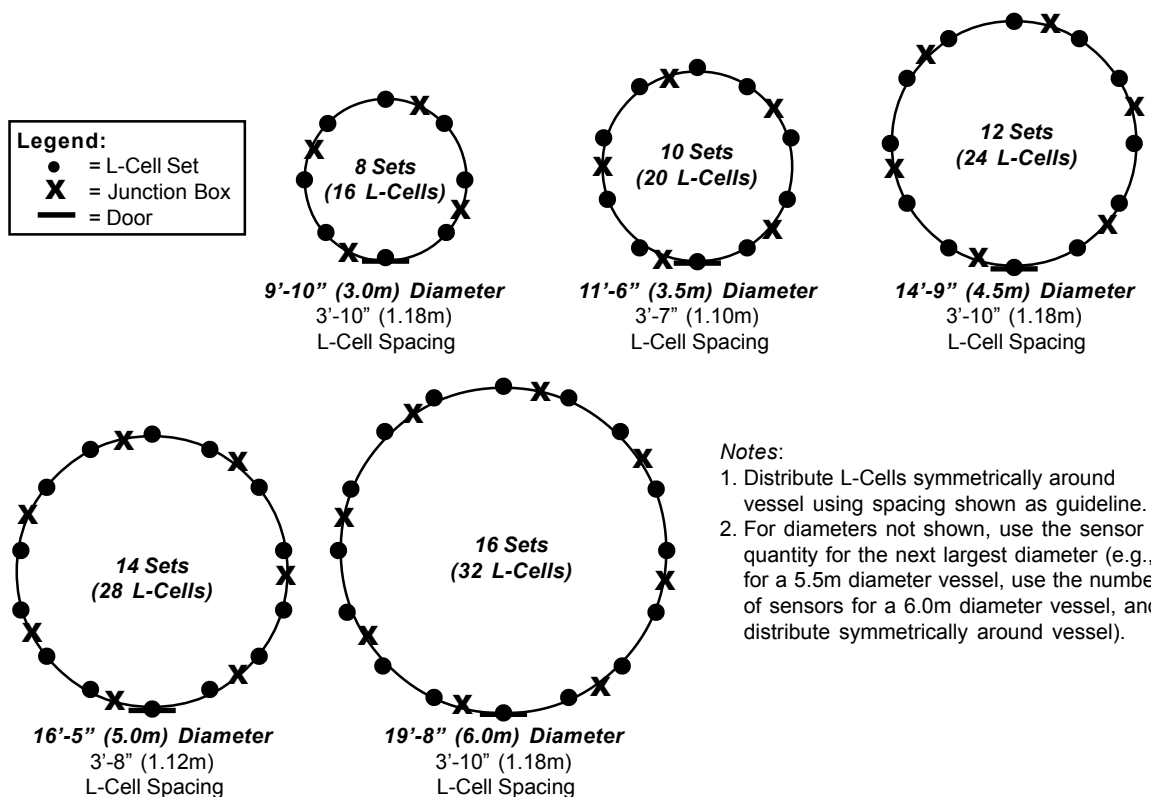 Legend:
= L-Cell Set
X = Junction Box
= Door
8 Sets
(16 L-Cells)
9’-10” (3.0m) Diameter
3’-10” (1.18m)
L-Cell Spacing
10 Sets
(20 L-Cells)
11’-6” (3.5m) Diameter
3’-7” (1.10m)
L-Cell Spacing
12 Sets
(24 L-Cells)
14’-9” (4.5m) Diameter
3’-10” (1.18m)
L-Cell Spacing
14 Sets
(28 L-Cells)
16’-5” (5.0m) Diameter
3’-8” (1.12m)
L-Cell Spacing
16 Sets
(32 L-Cells)
19’-8” (6.0m) Diameter
3’-10” (1.18m)
L-Cell Spacing
Notes:
1. Distribute L-Cells symmetrically around
vessel using spacing shown as guideline.
2. For diameters not shown, use the sensor
quantity for the next largest diameter (e.g.,
for a 5.5m diameter vessel, use the number
of sensors for a 6.0m diameter vessel, and
distribute symmetrically around vessel).